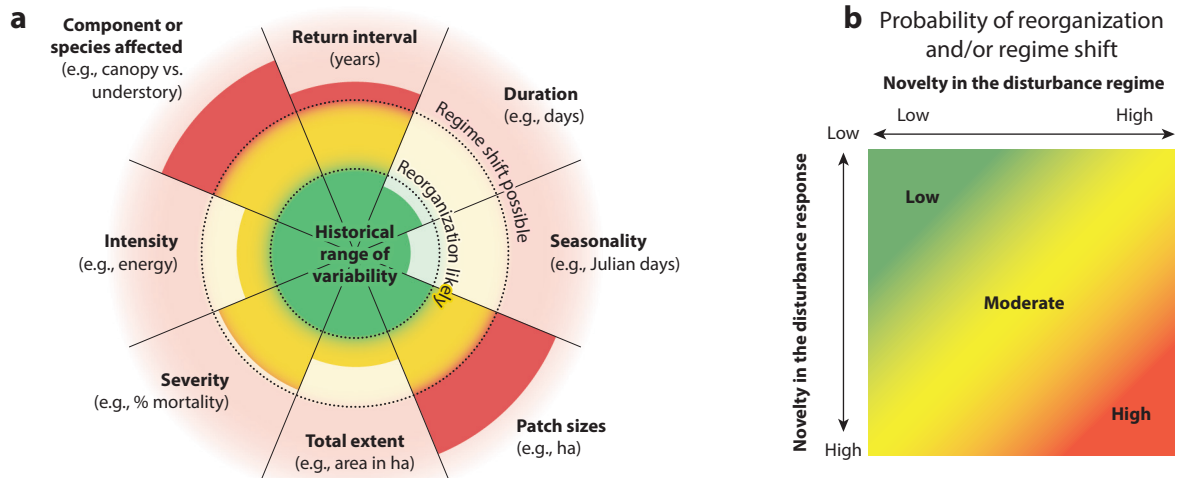 a
Component or
species affected
(e.g., canopy vs.
understory)
Return interval
(years)
Duration
(e.g., days)
Regime shift possible
Reorganization likely
Historical
range of
variability
Intensity
(e.g., energy)
Seasonality
(e.g., Julian days)
Severity
(e.g., % mortality)
Total extent
(e.g., area in ha)
Patch sizes
(e.g., ha)
b
Probability of reorganization
and/or regime shift
Novelty in the disturbance regime
Low
High
Low
Novelty in the disturbance response
High
Low
Moderate
High